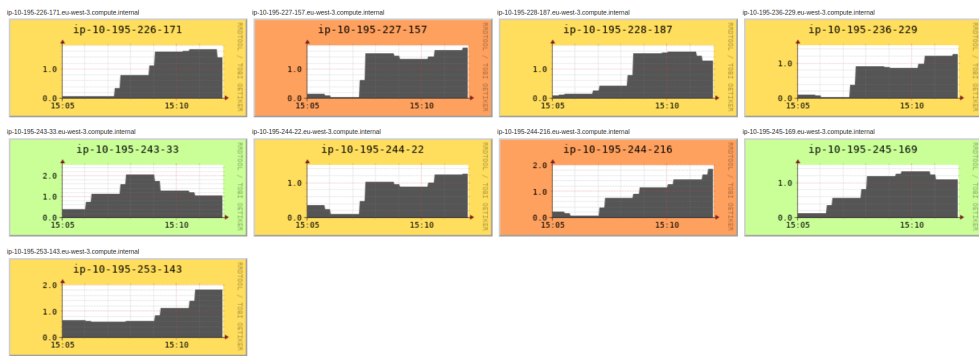 ip-10-195-226-171.eu-west-3.compute.internal
ip-10-195-226-171
1.0
0.0
15:05 15:10
RRDTOOL / TOBI OETIKER
ip-10-195-227-157.eu-west-3.compute.internal
ip-10-195-227-157
1.0
0.0
15:05 15:10
RRDTOOL / TOBI OETIKER
ip-10-195-228-187.eu-west-3.compute.internal
ip-10-195-228-187
1.0
0.0
15:05 15:10
RRDTOOL / TOBI OETIKER
ip-10-195-236-229.eu-west-3.compute.internal
ip-10-195-236-229
1.0
0.0
15:05 15:10
RRDTOOL / TOBI OETIKER
ip-10-195-243-33.eu-west-3.compute.internal
ip-10-195-243-33
2.0
1.0
0.0
15:05 15:10
RRDTOOL / TOBI OETIKER
ip-10-195-244-22.eu-west-3.compute.internal
ip-10-195-244-22
1.0
0.0
15:05 15:10
RRDTOOL / TOBI OETIKER
ip-10-195-244-216.eu-west-3.compute.internal
ip-10-195-244-216
2.0
1.0
0.0
15:05 15:10
RRDTOOL / TOBI OETIKER
ip-10-195-245-169.eu-west-3.compute.internal
ip-10-195-245-169
1.0
0.0
15:05 15:10
RRDTOOL / TOBI OETIKER
ip-10-195-253-143.eu-west-3.compute.internal
ip-10-195-253-143
2.0
1.0
0.0
15:05 15:10
RRDTOOL / TOBI OETIKER